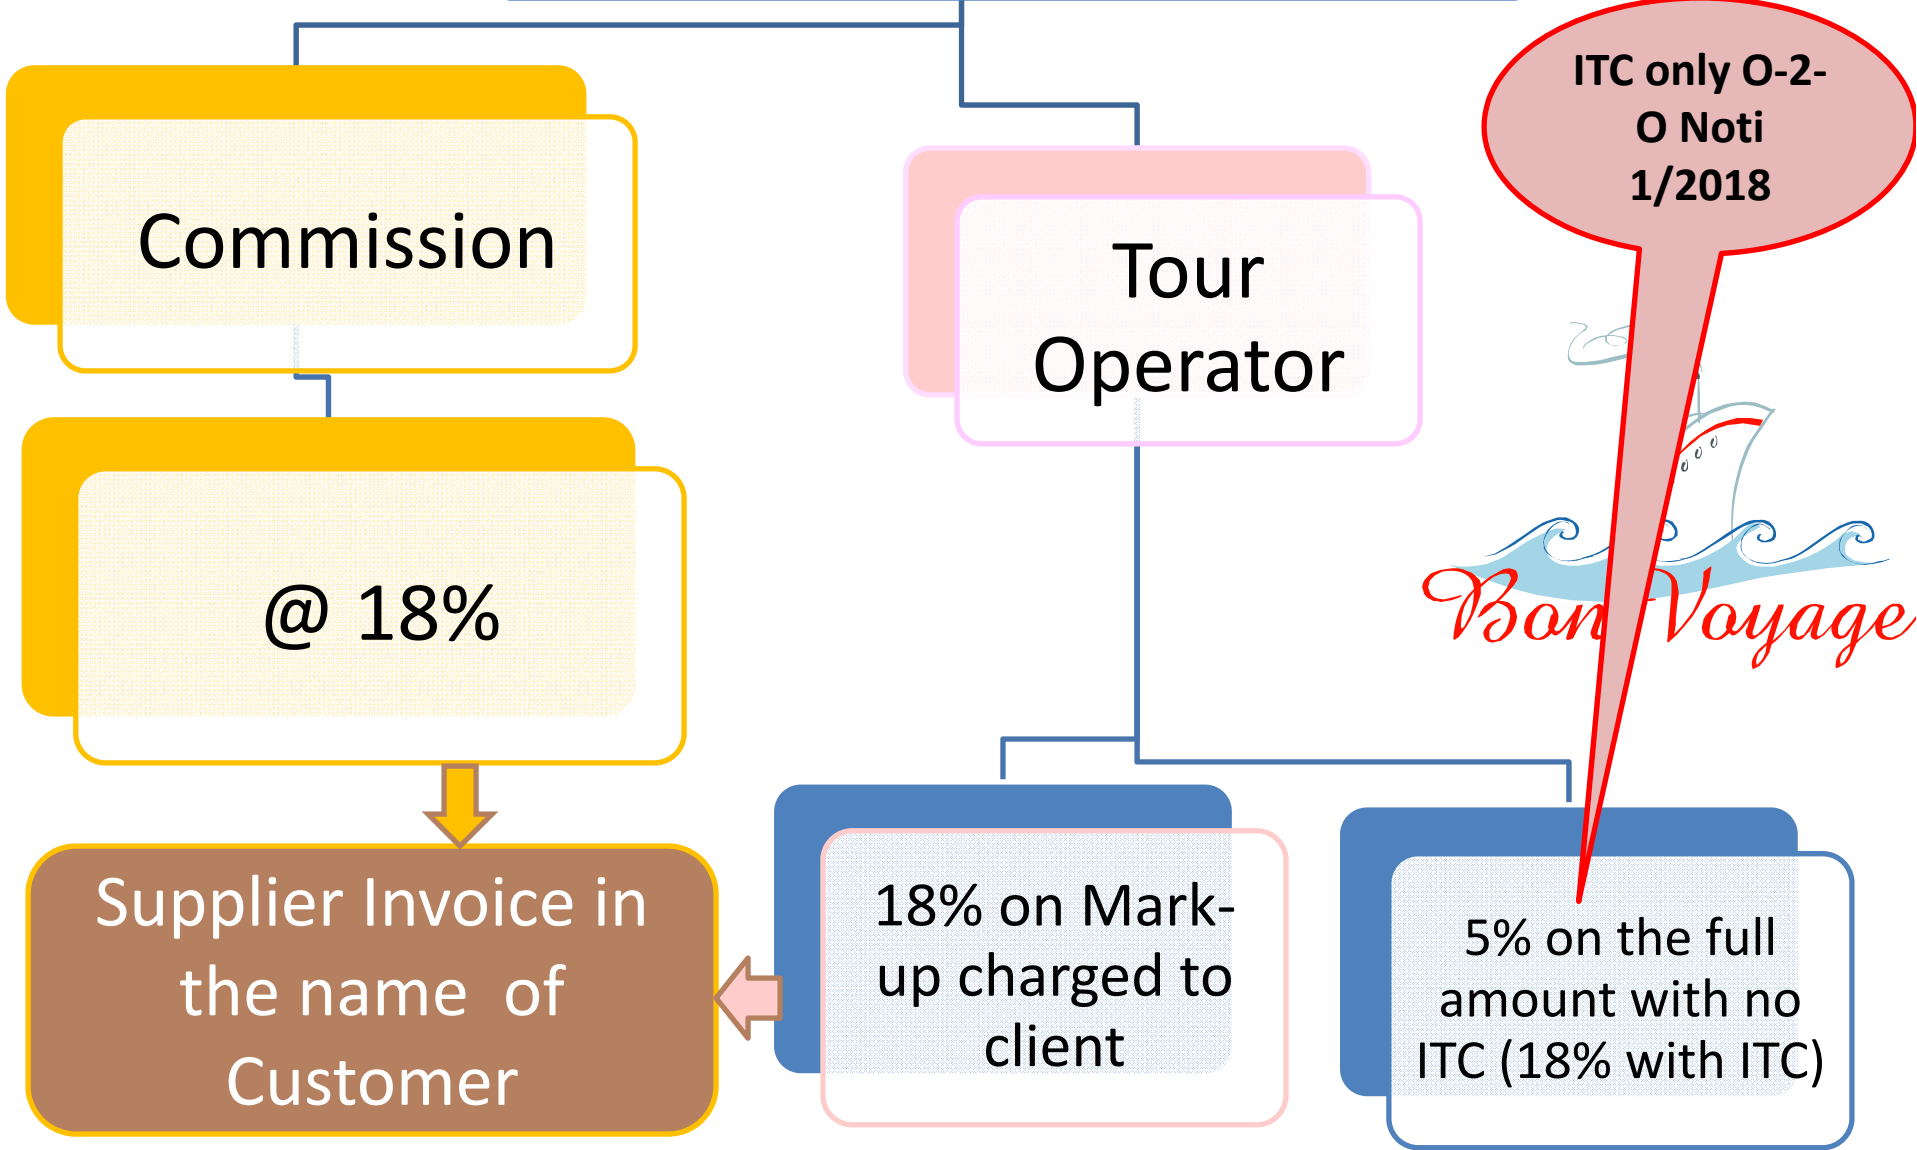 ITC only O-2-
O Noti
1/2018
Commission
Tour
Operator
@ 18%
Bon Voyage
Supplier Invoice in
the name of
Customer
18% on Mark-
up charged to
client
5% on the full
amount with no
ITC (18% with ITC)